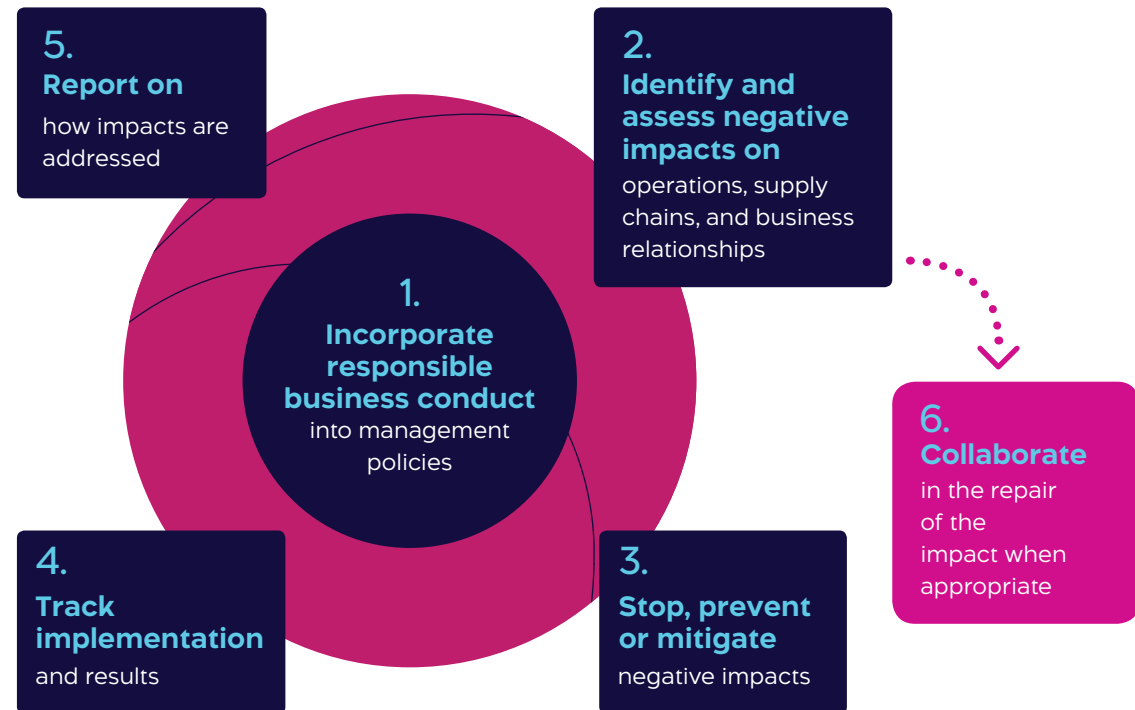 5.
Report on
how impacts are
addressed
2.
Identify and
assess negative
impacts on
operations, supply
chains, and business
relationships
1.
Incorporate
responsible
business conduct
into management
policies
6.
Collaborate
in the repair
of the
impact when
appropriate
4.
Track
implementation
and results
3.
Stop, prevent
or mitigate
negative impacts